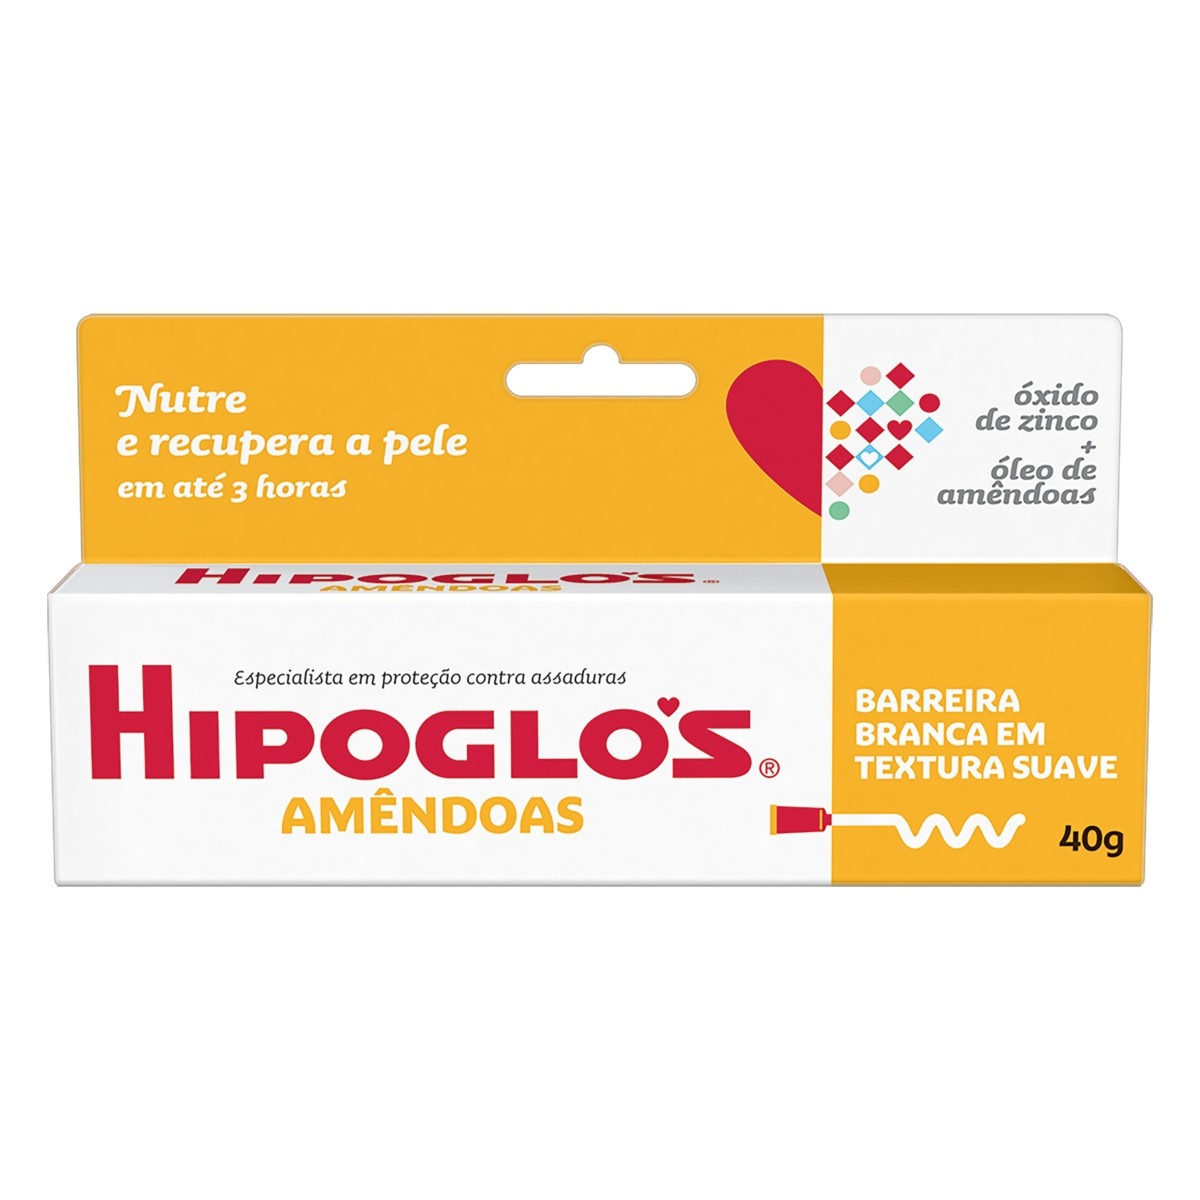 Nutre
e recupera a pele
em até 3 horas
óxido
de zinco
+
óleo de
amêndoas
HIPOGLÓS®
AMÊNDOAS
Especialista em proteção contra assaduras
HIPOGLÓS®
AMÊNDOAS
BARREIRA
BRANCA EM
TEXTURA SUAVE
40g